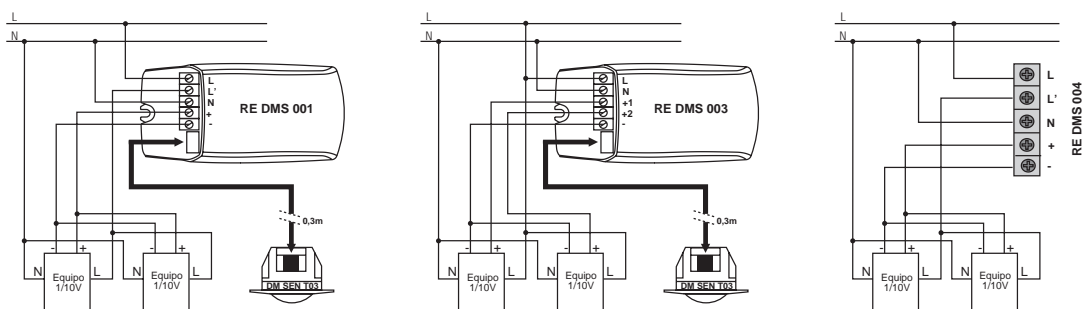 L
N
L
L'
N
+
-
RE DMS 001
0,3m
- +
- +
N
Equipo
1/10V
L
Equipo
1/10V
L
DM SEN T03
L
N
L
N
+1
+2
-
RE DMS 003
0,3m
- +
- +
N
Equipo
1/10V
L
Equipo
1/10V
L
DM SEN T03
L
N
L
L'
N
+
-
RE DMS 004
- +
- +
N
Equipo
1/10V
L
Equipo
1/10V
L